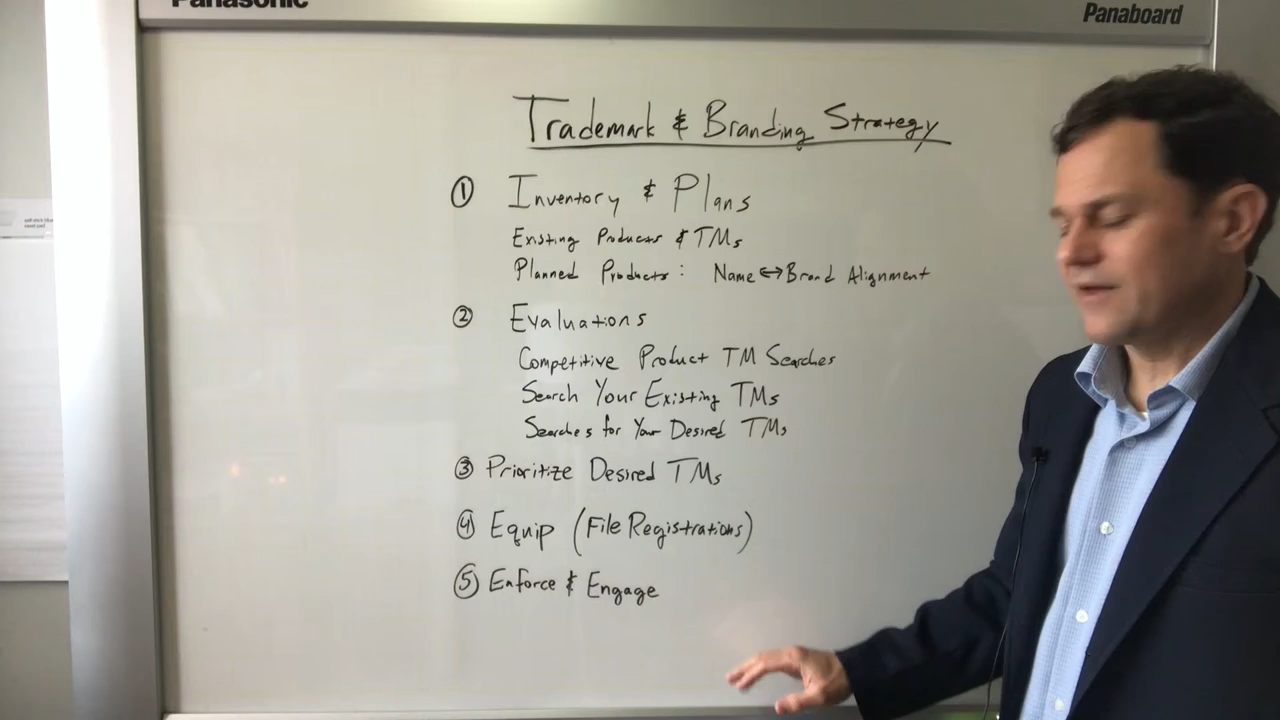 Panasonic
Panaboard
Trademark & Branding Strategy
① Inventory & Plans
Existing Products & TMs
Planned Products: Name ↔ Brand Alignment
② Evaluations
Competitive Product TM Searches
Search Your Existing TMs
Searches for Your Desired TMs
③ Prioritize Desired TMs
④ Equip (File Registrations)
⑤ Enforce & Engage